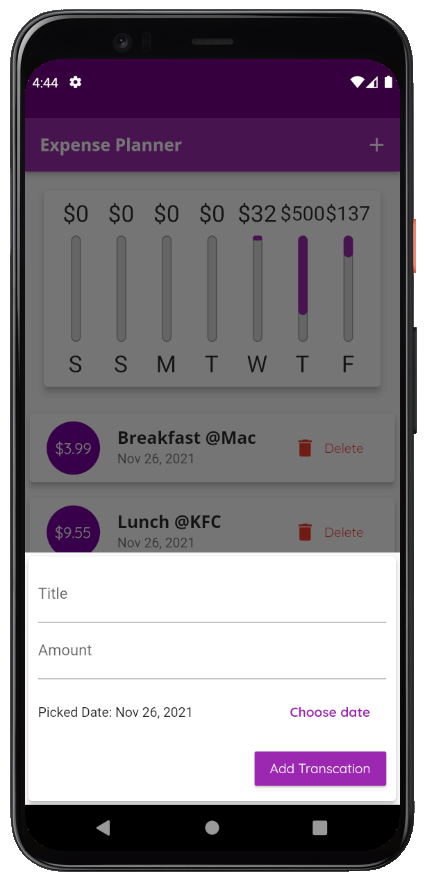 4:44
Expense Planner
$0 $0 $0 $0 $32 $500 $137
S S M T W T F
$3.99 Breakfast @Mac Delete
Nov 26, 2021
$9.55 Lunch @KFC Delete
Nov 26, 2021
Title
Amount
Picked Date: Nov 26, 2021 Choose date
Add Transcation